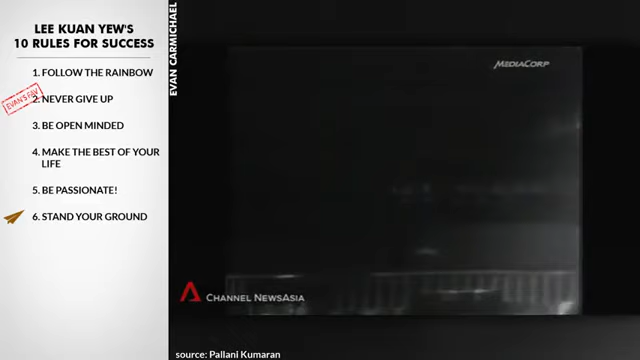 LEE KUAN YEW'S
10 RULES FOR SUCCESS
1. FOLLOW THE RAINBOW
EVAN'S FAV
2. NEVER GIVE UP
3. BE OPEN MINDED
4. MAKE THE BEST OF YOUR
LIFE
5. BE PASSIONATE!
6. STAND YOUR GROUND
EVAN CARMICHAEL
MEDIACORP
CHANNEL NEWSASIA
source: Pallani Kumaran